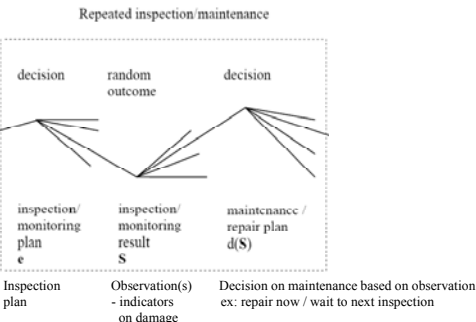 Repeated inspection/maintenance
decision random decision
outcome
inspection/ inspection/ maintenance /
monitoring monitoring repair plan
plan result d(S)
e S
Inspection Observation(s) Decision on maintenance based on observation
plan - indicators ex: repair now / wait to next inspection
on damage